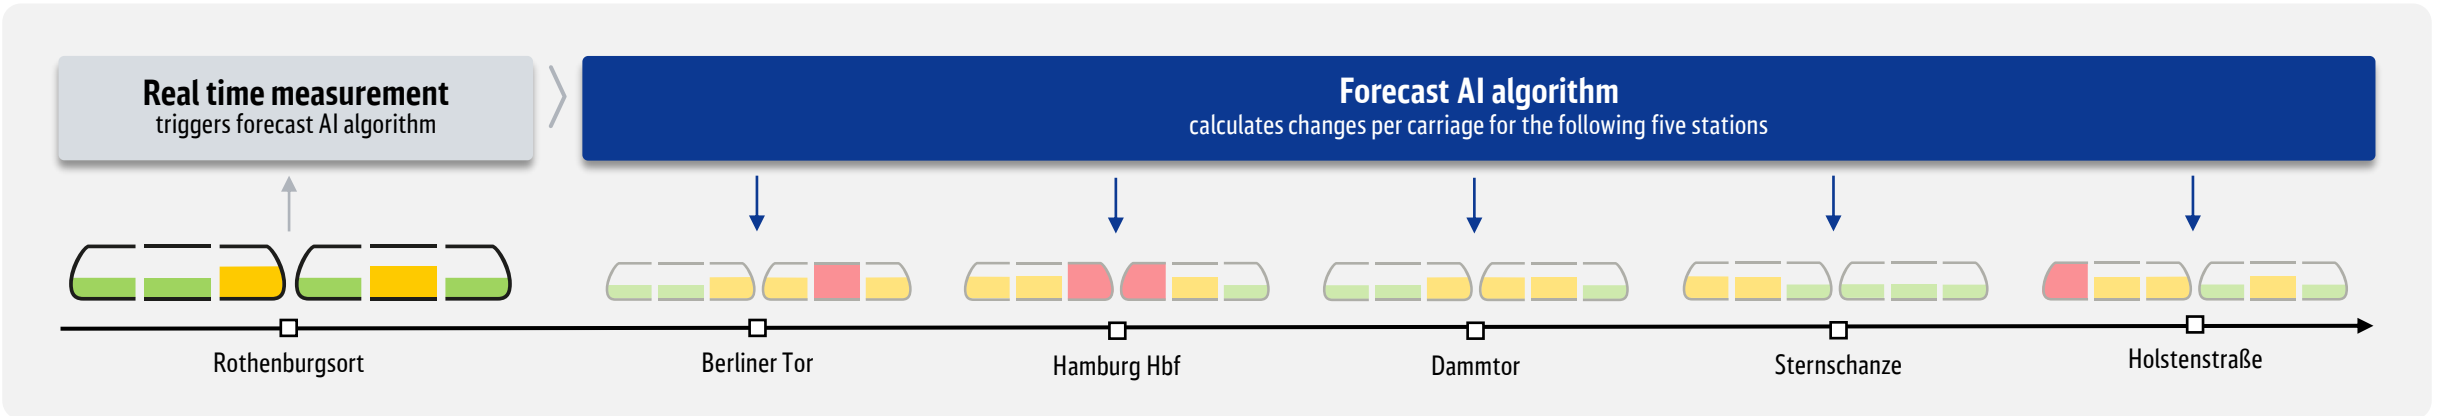 Real time measurement
triggers forecast AI algorithm
Forecast AI algorithm
calculates changes per carriage for the following five stations
Rothenburgsort
Berliner Tor
Hamburg Hbf
Dammtor
Sternschanze
Holstenstraße